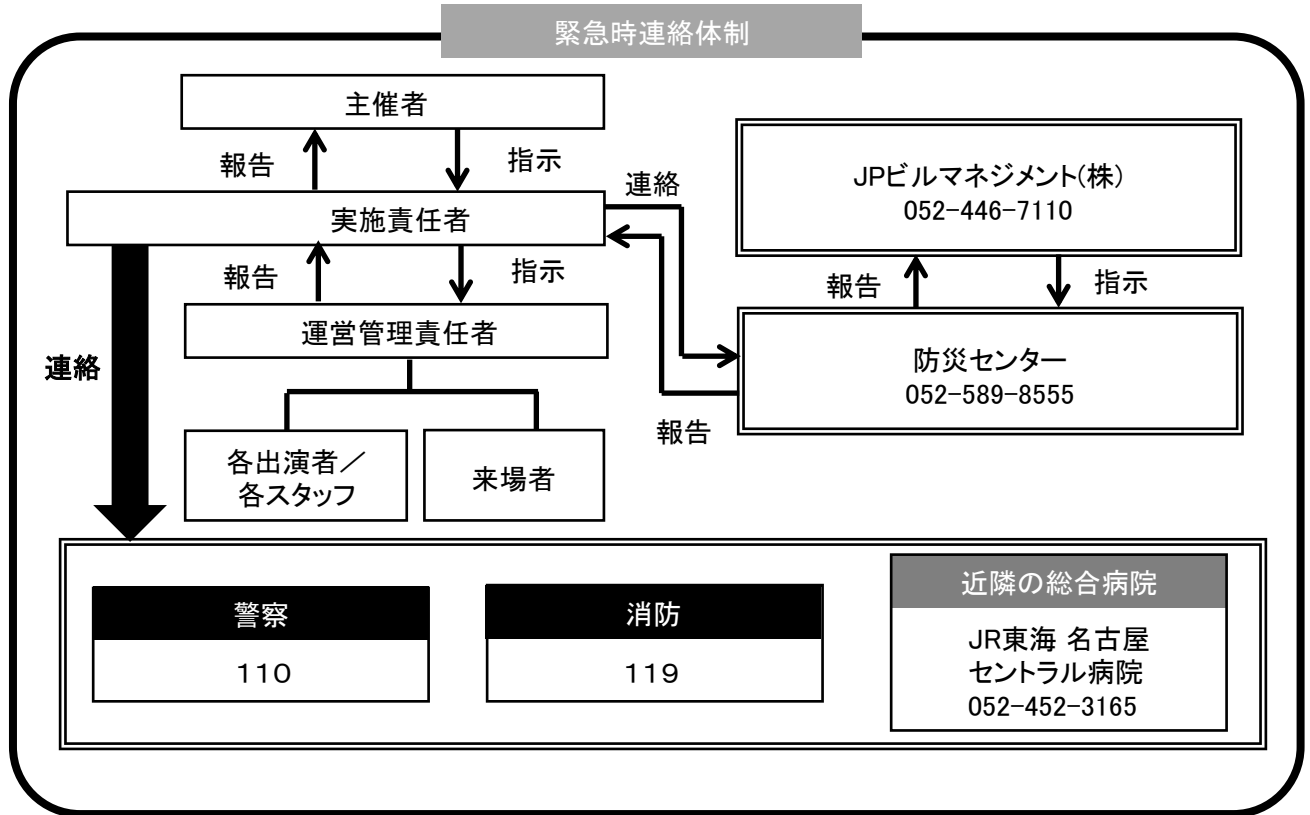 緊急時連絡体制
主催者
報告
指示
実施責任者
連絡
JPビルマネジメント(株)
052-446-7110
報告
指示
報告
指示
運営管理責任者
防災センター
052-589-8555
連絡
報告
各出演者／
各スタッフ
来場者
警察
110
消防
119
近隣の総合病院
JR東海 名古屋
セントラル病院
052-452-3165